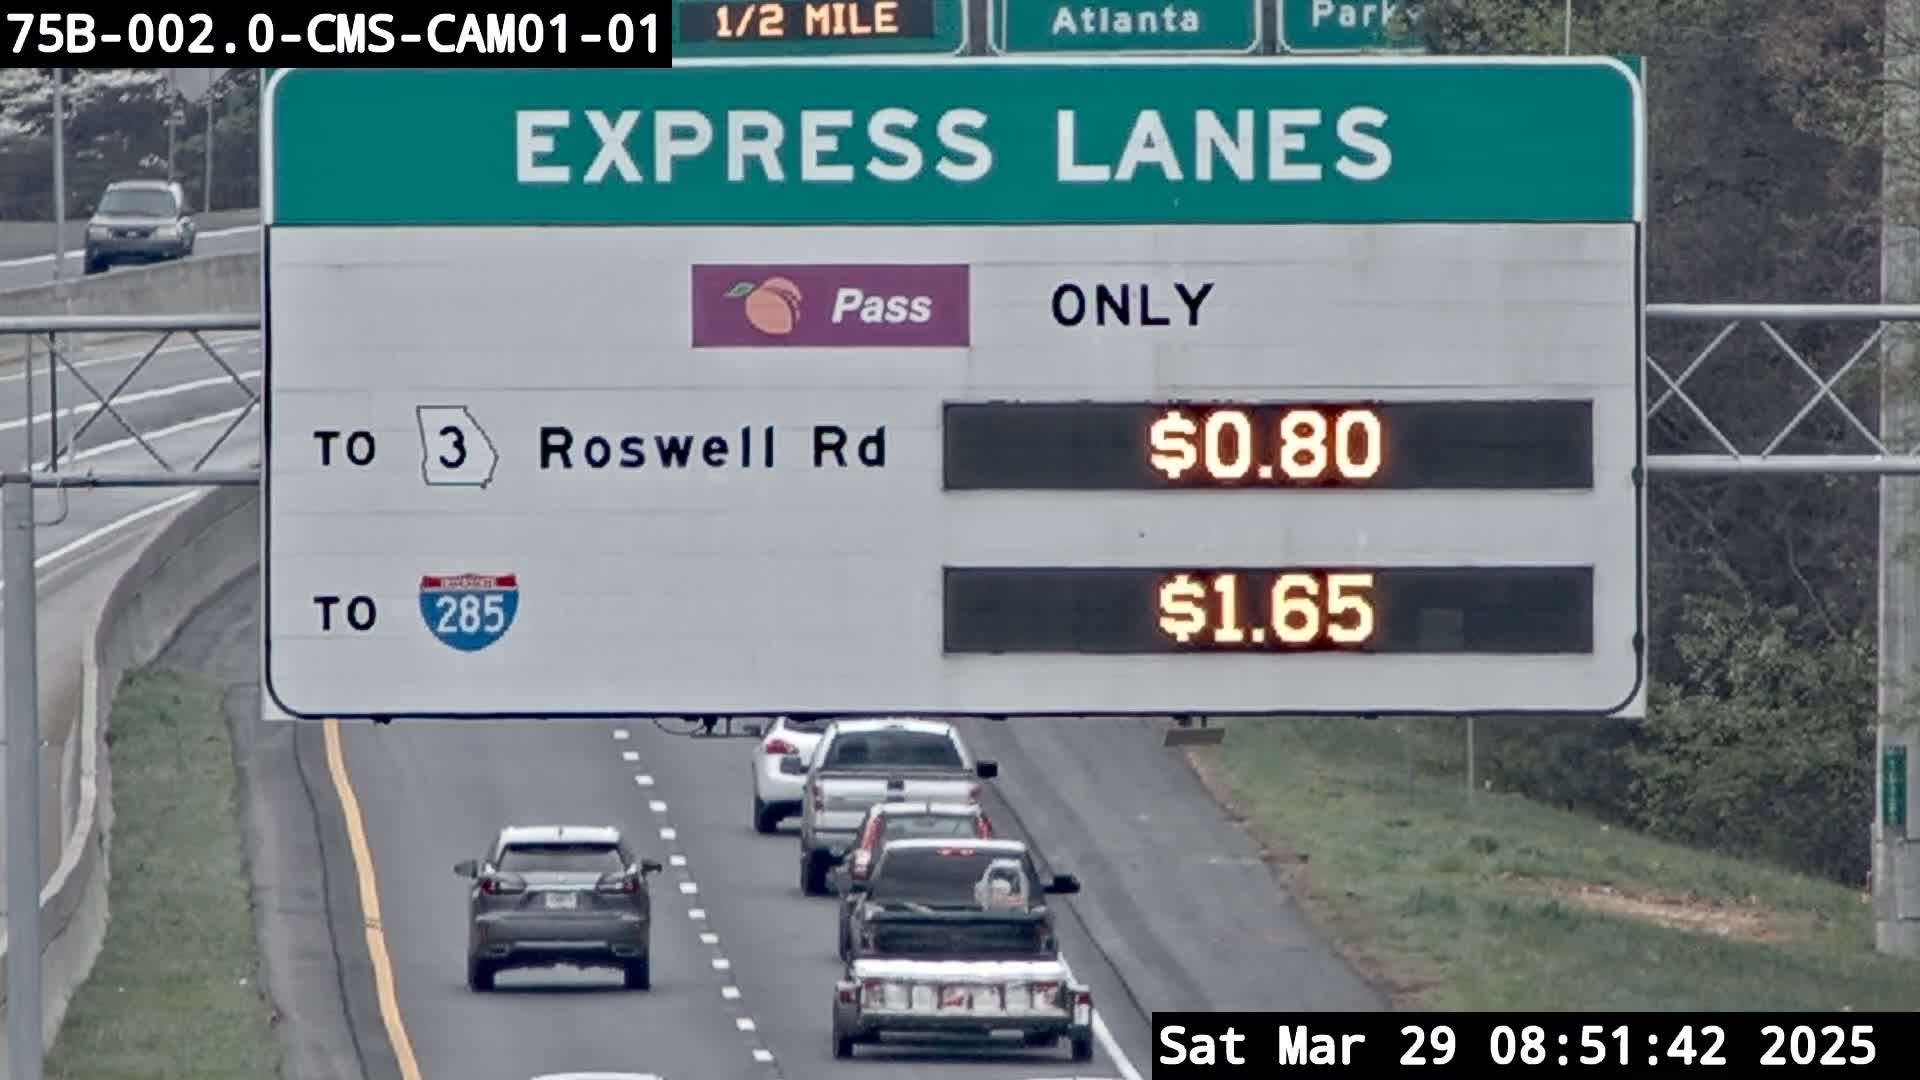 75B-002.0-CMS-CAM01-01
1/2 MILE
Atlanta
Park
EXPRESS LANES
Pass ONLY
TO 3 Roswell Rd $0.80
TO 285 $1.65
Sat Mar 29 08:51:42 2025